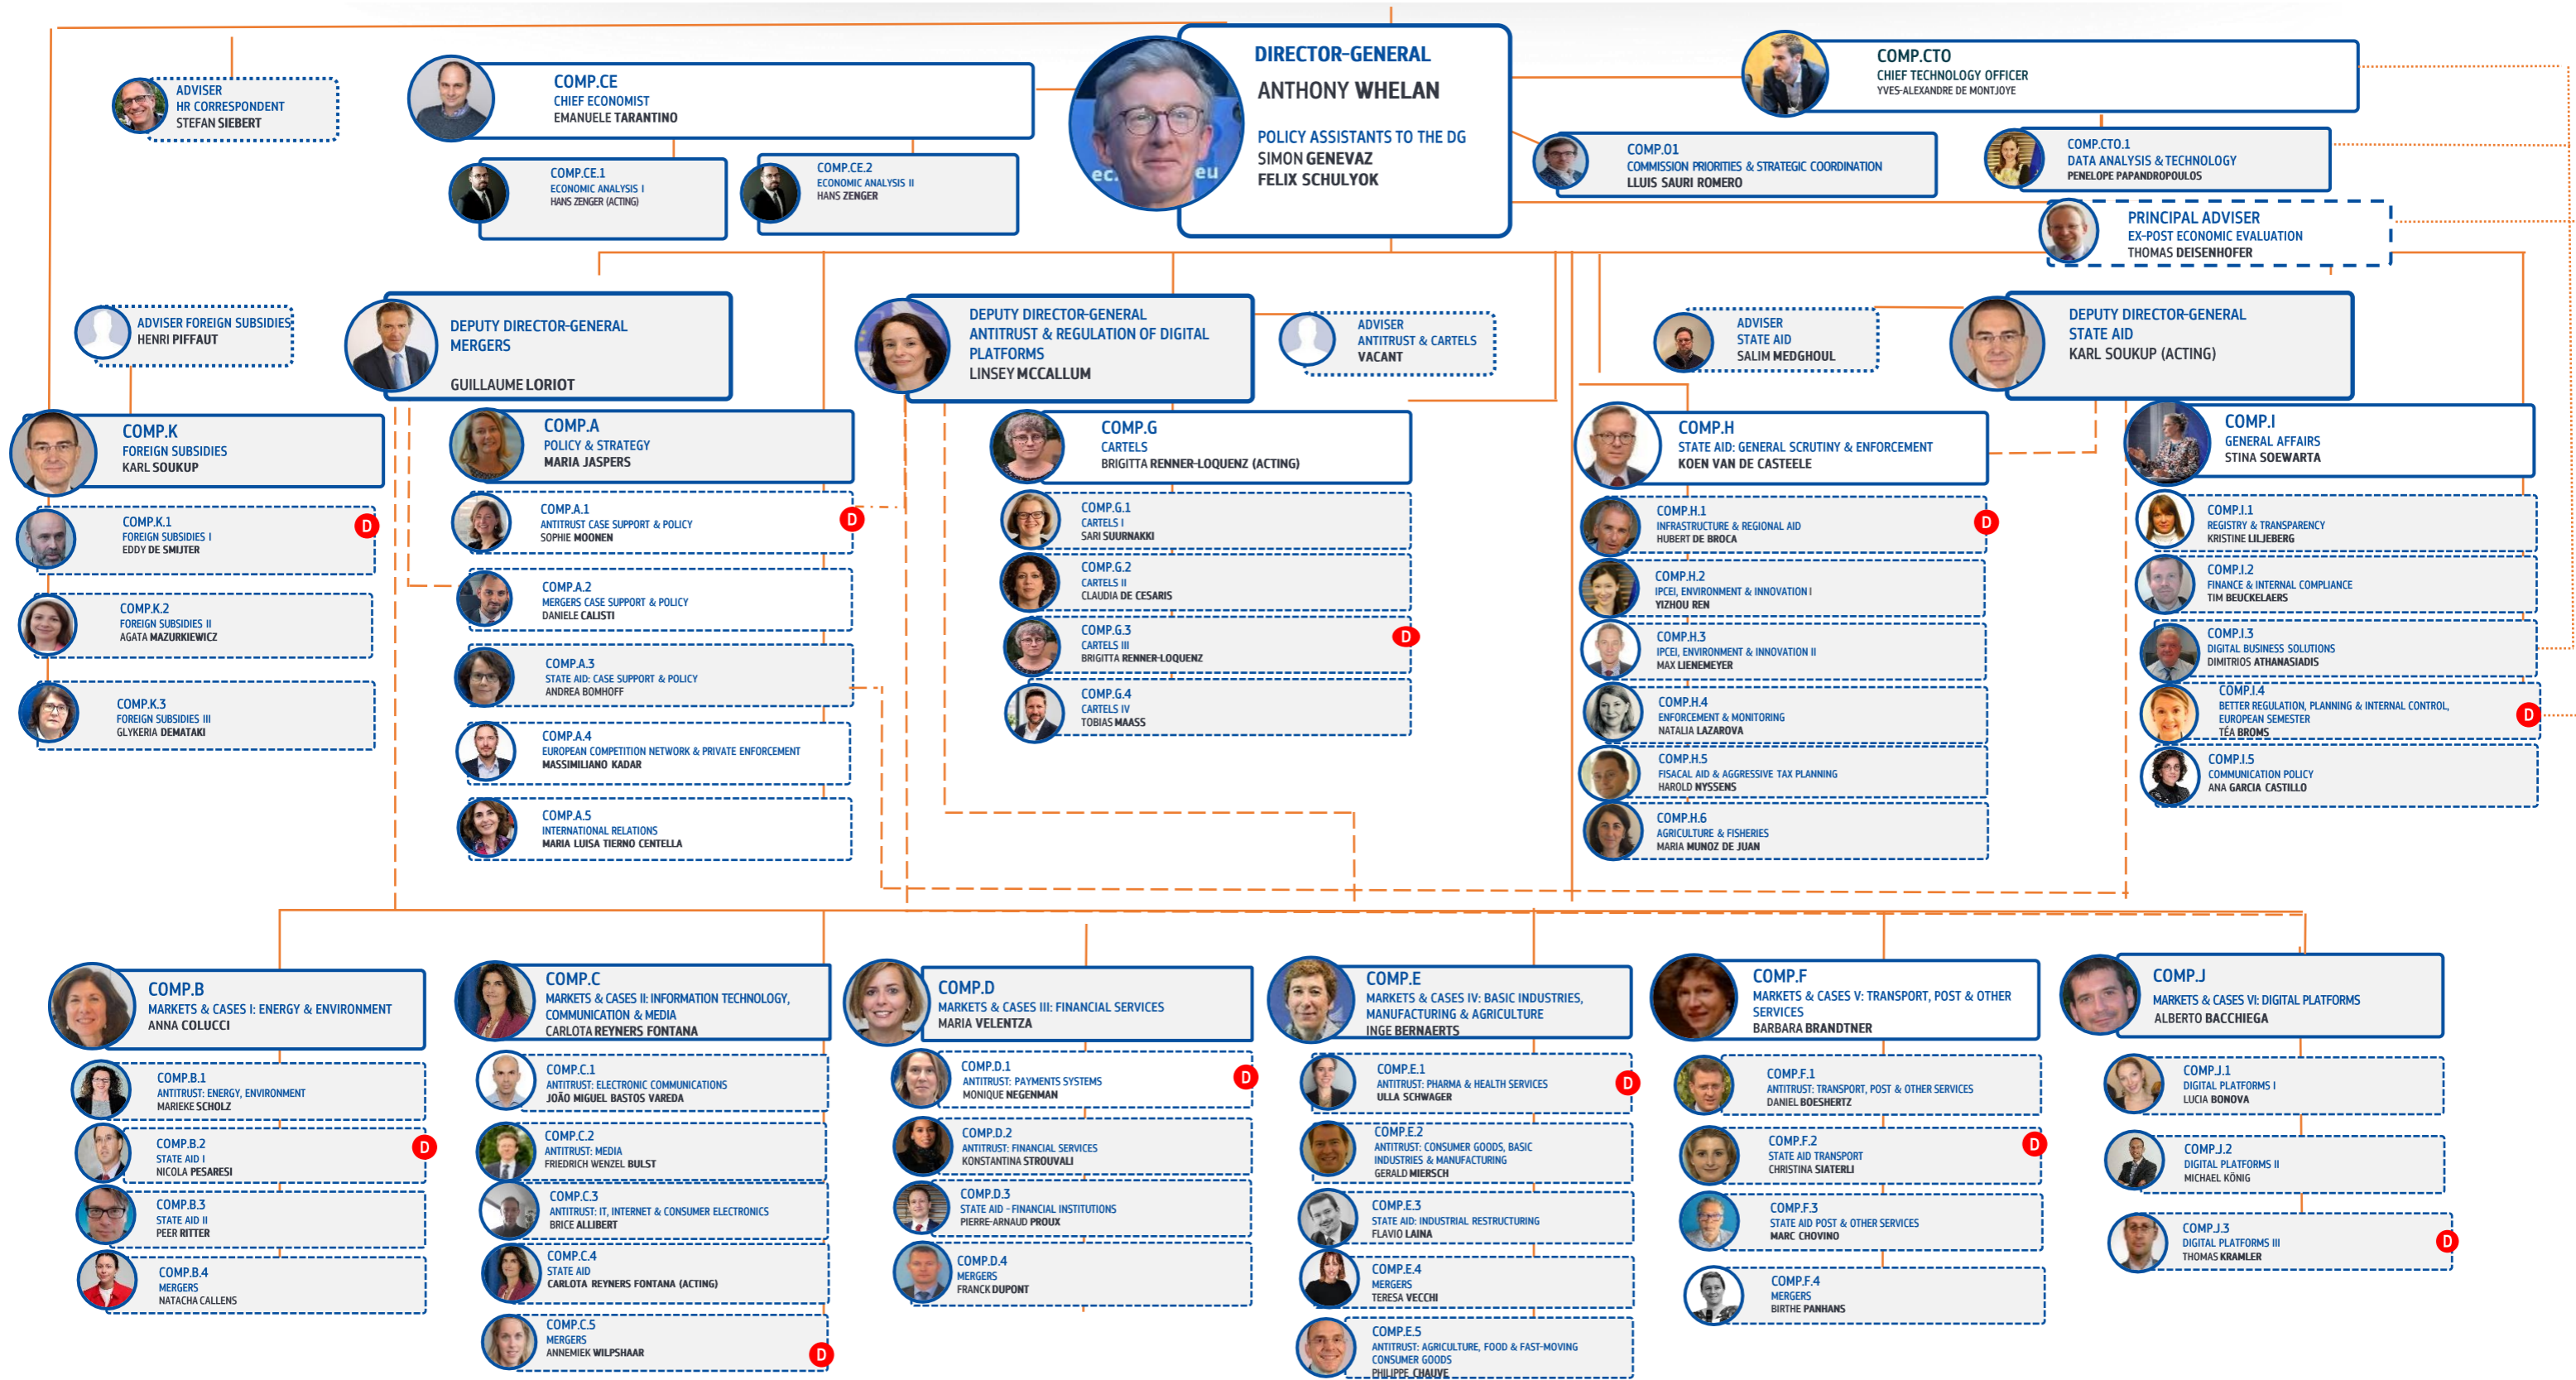 DIRECTOR-GENERAL
ANTHONY WHELAN
POLICY ASSISTANTS TO THE DG
SIMON GENEVAZ
FELIX SCHULYOK
ec.
eu
ADVISER
HR CORRESPONDENT
STEFAN SIEBERT
COMP.CE
CHIEF ECONOMIST
EMANUELE TARANTINO
COMP.CE.1
ECONOMIC ANALYSIS I
HANS ZENGER (ACTING)
COMP.CE.2
ECONOMIC ANALYSIS II
HANS ZENGER
COMP.CTO
CHIEF TECHNOLOGY OFFICER
YVES-ALEXANDRE DE MONTJOYE
COMP.01
COMMISSION PRIORITIES & STRATEGIC COORDINATION
LLUIS SAURI ROMERO
COMP.CTO.1
DATA ANALYSIS & TECHNOLOGY
PENELOPE PAPANDROPOULOS
PRINCIPAL ADVISER
EX-POST ECONOMIC EVALUATION
THOMAS DEISENHOFER
ADVISER FOREIGN SUBSIDIES
HENRI PIFFAUT
DEPUTY DIRECTOR-GENERAL
MERGERS
GUILLAUME LORIOT
DEPUTY DIRECTOR-GENERAL
ANTITRUST & REGULATION OF DIGITAL
PLATFORMS
LINSEY MCCALLUM
ADVISER
ANTITRUST & CARTELS
VACANT
ADVISER
STATE AID
SALIM MEDGHOUL
DEPUTY DIRECTOR-GENERAL
STATE AID
KARL SOUKUP (ACTING)
COMP.K
FOREIGN SUBSIDIES
KARL SOUKUP
COMP.K.1
FOREIGN SUBSIDIES I
EDDY DE SMIJTER
D
COMP.K.2
FOREIGN SUBSIDIES II
AGATA MAZURKIEWICZ
COMP.K.3
FOREIGN SUBSIDIES III
GLYKERIA DEMATAKI
COMP.A
POLICY & STRATEGY
MARIA JASPERS
COMP.A.1
ANTITRUST CASE SUPPORT & POLICY
SOPHIE MOONEN
D
COMP.A.2
MERGERS CASE SUPPORT & POLICY
DANIELE CALISTI
COMP.A.3
STATE AID: CASE SUPPORT & POLICY
ANDREA BOMHOFF
COMP.A.4
EUROPEAN COMPETITION NETWORK & PRIVATE ENFORCEMENT
MASSIMILIANO KADAR
COMP.A.5
INTERNATIONAL RELATIONS
MARIA LUISA TIERNO CENTELLA
COMP.G
CARTELS
BRIGITTA RENNER-LOQUENZ (ACTING)
COMP.G.1
CARTELS I
SARI SUURNAKKI
COMP.G.2
CARTELS II
CLAUDIA DE CESARIS
COMP.G.3
CARTELS III
BRIGITTA RENNER-LOQUENZ
D
COMP.G.4
CARTELS IV
TOBIAS MAASS
COMP.H
STATE AID: GENERAL SCRUTINY & ENFORCEMENT
KOEN VAN DE CASTEELE
COMP.H.1
INFRASTRUCTURE & REGIONAL AID
HUBERT DE BROCA
D
COMP.H.2
IPCEI, ENVIRONMENT & INNOVATION I
YIZHOU REN
COMP.H.3
IPCEI, ENVIRONMENT & INNOVATION II
MAX LIENEMEYER
COMP.H.4
ENFORCEMENT & MONITORING
NATALIA LAZAROVA
COMP.H.5
FISACAL AID & AGGRESSIVE TAX PLANNING
HAROLD NYSSENS
COMP.H.6
AGRICULTURE & FISHERIES
MARIA MUNOZ DE JUAN
COMP.I
GENERAL AFFAIRS
STINA SOEWARTA
COMP.I.1
REGISTRY & TRANSPARENCY
KRISTINE LILJEBERG
COMP.I.2
FINANCE & INTERNAL COMPLIANCE
TIM BEUCKELAERS
COMP.I.3
DIGITAL BUSINESS SOLUTIONS
DIMITRIOS ATHANASIADIS
COMP.I.4
BETTER REGULATION, PLANNING & INTERNAL CONTROL,
EUROPEAN SEMESTER
TÉA BROMS
D
COMP.I.5
COMMUNICATION POLICY
ANA GARCIA CASTILLO
COMP.B
MARKETS & CASES I: ENERGY & ENVIRONMENT
ANNA COLUCCI
COMP.B.1
ANTITRUST: ENERGY, ENVIRONMENT
MARIEKE SCHOLZ
COMP.B.2
STATE AID I
NICOLA PESARESI
D
COMP.B.3
STATE AID II
PEER RITTER
COMP.B.4
MERGERS
NATACHA CALLENS
COMP.C
MARKETS & CASES II: INFORMATION TECHNOLOGY,
COMMUNICATION & MEDIA
CARLOTA REYNERS FONTANA
COMP.C.1
ANTITRUST: ELECTRONIC COMMUNICATIONS
JOÃO MIGUEL BASTOS VAREDA
COMP.C.2
ANTITRUST: MEDIA
FRIEDRICH WENZEL BULST
COMP.C.3
ANTITRUST: IT, INTERNET & CONSUMER ELECTRONICS
BRICE ALLIBERT
COMP.C.4
STATE AID
CARLOTA REYNERS FONTANA (ACTING)
COMP.C.5
MERGERS
ANNEMIEK WILPSHAAR
D
COMP.D
MARKETS & CASES III: FINANCIAL SERVICES
MARIA VELENTZA
COMP.D.1
ANTITRUST: PAYMENTS SYSTEMS
MONIQUE NEGENMAN
D
COMP.D.2
ANTITRUST: FINANCIAL SERVICES
KONSTANTINA STROUVALI
COMP.D.3
STATE AID - FINANCIAL INSTITUTIONS
PIERRE-ARNAUD PROUX
COMP.D.4
MERGERS
FRANCK DUPONT
COMP.E
MARKETS & CASES IV: BASIC INDUSTRIES,
MANUFACTURING & AGRICULTURE
INGE BERNAERTS
COMP.E.1
ANTITRUST: PHARMA & HEALTH SERVICES
ULLA SCHWAGER
D
COMP.E.2
ANTITRUST: CONSUMER GOODS, BASIC
INDUSTRIES & MANUFACTURING
GERALD MIERSCH
COMP.E.3
STATE AID: INDUSTRIAL RESTRUCTURING
FLAVIO LAINA
COMP.E.4
MERGERS
TERESA VECCHI
COMP.E.5
ANTITRUST: AGRICULTURE, FOOD & FAST-MOVING
CONSUMER GOODS
PHILIPPE CHAUVE
COMP.F
MARKETS & CASES V: TRANSPORT, POST & OTHER
SERVICES
BARBARA BRANDTNER
COMP.F.1
ANTITRUST: TRANSPORT, POST & OTHER SERVICES
DANIEL BOESHERTZ
COMP.F.2
STATE AID TRANSPORT
CHRISTINA SIATERLI
D
COMP.F.3
STATE AID POST & OTHER SERVICES
MARC CHOVINO
COMP.F.4
MERGERS
BIRTHE PANHANS
COMP.J
MARKETS & CASES VI: DIGITAL PLATFORMS
ALBERTO BACCHIEGA
COMP.J.1
DIGITAL PLATFORMS I
LUCIA BONOVA
COMP.J.2
DIGITAL PLATFORMS II
MICHAEL KÖNIG
COMP.J.3
DIGITAL PLATFORMS III
THOMAS KRAMLER
D